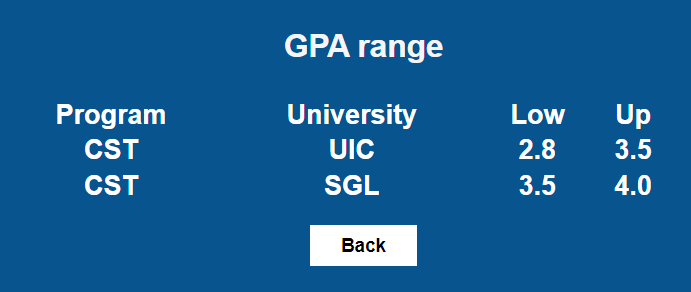 GPA range
Program University Low Up
CST UIC 2.8 3.5
CST SGL 3.5 4.0
Back